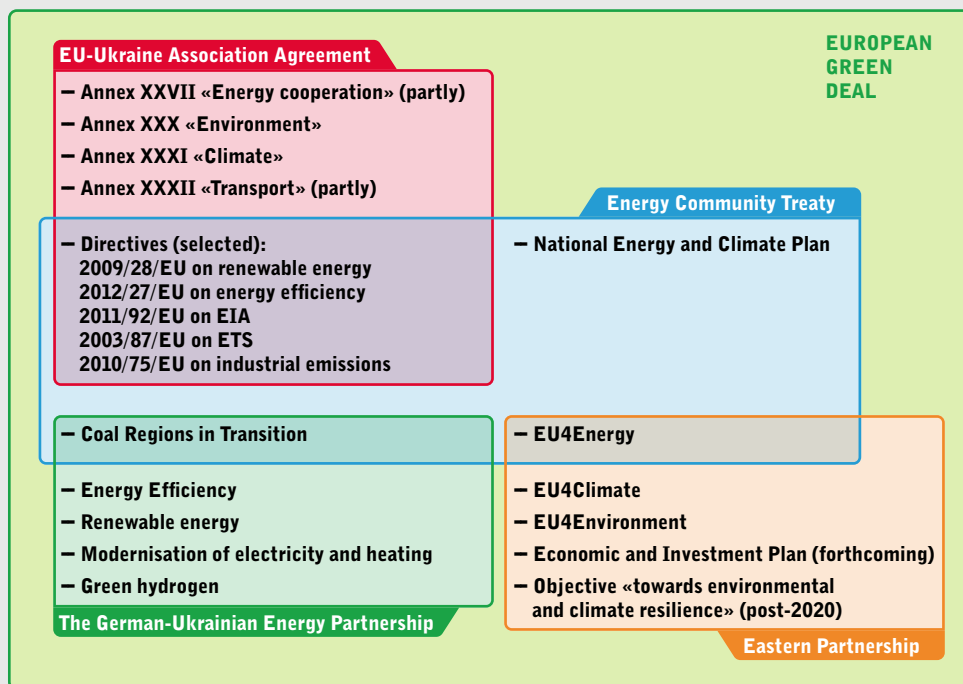 EUROPEAN
GREEN
DEAL
EU-Ukraine Association Agreement
— Annex XXVII «Energy cooperation» (partly)
— Annex XXX «Environment»
— Annex XXXI «Climate»
— Annex XXXII «Transport» (partly)
Energy Community Treaty
— Directives (selected):
2009/28/EU on renewable energy
2012/27/EU on energy efficiency
2011/92/EU on EIA
2003/87/EU on ETS
2010/75/EU on industrial emissions
— National Energy and Climate Plan
— Coal Regions in Transition
— Energy Efficiency
— Renewable energy
— Modernisation of electricity and heating
— Green hydrogen
The German-Ukrainian Energy Partnership
— EU4Energy
— EU4Climate
— EU4Environment
— Economic and Investment Plan (forthcoming)
— Objective «towards environmental
and climate resilience» (post-2020)
Eastern Partnership